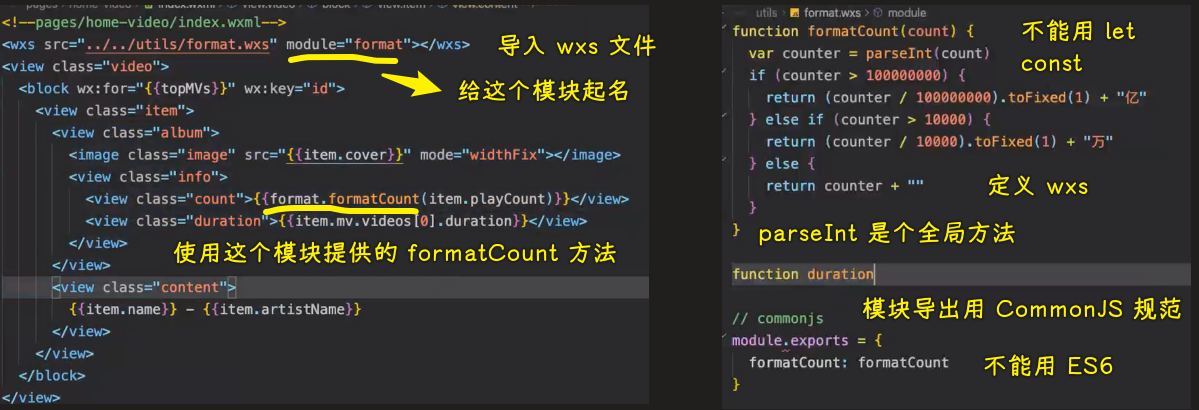 pages > home-video > index.wxml > view.video > block > view.item > view.content
<!--pages/home-video/index.wxml-->
<wxs src="../../utils/format.wxs" module="format"></wxs>
导入 wxs 文件
<view class="video">
<block wx:for="{{topMVs}}" wx:key="id">
给这个模块起名
<view class="item">
<view class="album">
<image class="image" src="{{item.cover}}" mode="widthFix"></image>
<view class="info">
<view class="count">{{format.formatCount(item.playCount)}}</view>
<view class="duration">{{item.mv.videos[0].duration}}</view>
</view>
使用这个模块提供的 formatCount 方法
</view>
<view class="content">
{{item.name}} - {{item.artistName}}
</view>
</view>
</block>
</view>
utils > format.wxs > module
function formatCount(count) {
不能用 let
const
var counter = parseInt(count)
if (counter > 100000000) {
return (counter / 100000000).toFixed(1) + "亿"
} else if (counter > 10000) {
return (counter / 10000).toFixed(1) + "万"
} else {
return counter + ""
定义 wxs
}
}
parseInt 是个全局方法
function duration
模块导出用 CommonJS 规范
// commonjs
module.exports = {
formatCount: formatCount
不能用 ES6
}